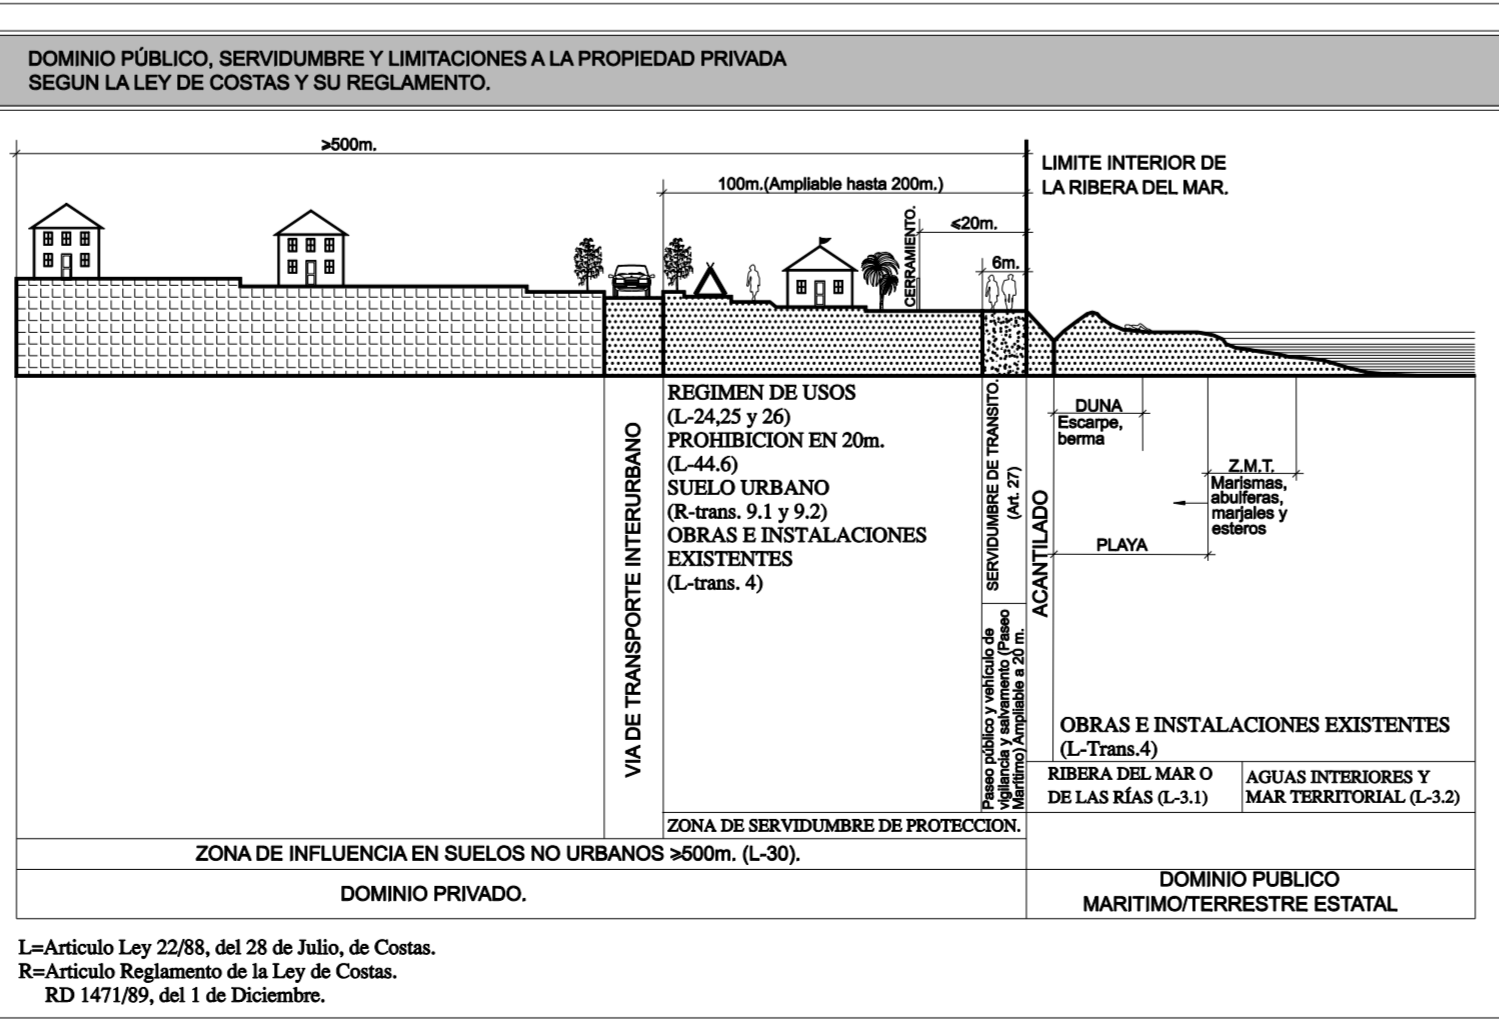 DOMINIO PÚBLICO, SERVIDUMBRE Y LIMITACIONES A LA PROPIEDAD PRIVADA
SEGUN LA LEY DE COSTAS Y SU REGLAMENTO.
≥500m.
LIMITE INTERIOR DE
LA RIBERA DEL MAR.
100m.(Ampliable hasta 200m.)
CERRAMIENTO.
≤20m.
6m.
VIA DE TRANSPORTE INTERURBANO
REGIMEN DE USOS
(L-24,25 y 26)
PROHIBICION EN 20m.
(L-44.6)
SUELO URBANO
(R-trans. 9.1 y 9.2)
OBRAS E INSTALACIONES
EXISTENTES
(L-trans. 4)
SERVIDUMBRE DE TRANSITO.
(Art. 27)
Paseo público y vehículo de
vigilancia y salvamento (Paseo
Marítimo) Ampliable a 20 m.
ACANTILADO
DUNA
Escarpe,
berma
Z.M.T.
Marismas,
abulferas,
marjales y
esteros
PLAYA
OBRAS E INSTALACIONES EXISTENTES
(L-Trans.4)
RIBERA DEL MAR O
DE LAS RÍAS (L-3.1)
AGUAS INTERIORES Y
MAR TERRITORIAL (L-3.2)
ZONA DE SERVIDUMBRE DE PROTECCION.
ZONA DE INFLUENCIA EN SUELOS NO URBANOS ≥500m. (L-30).
DOMINIO PRIVADO.
DOMINIO PUBLICO
MARITIMO/TERRESTRE ESTATAL
L=Articulo Ley 22/88, del 28 de Julio, de Costas.
R=Articulo Reglamento de la Ley de Costas.
RD 1471/89, del 1 de Diciembre.